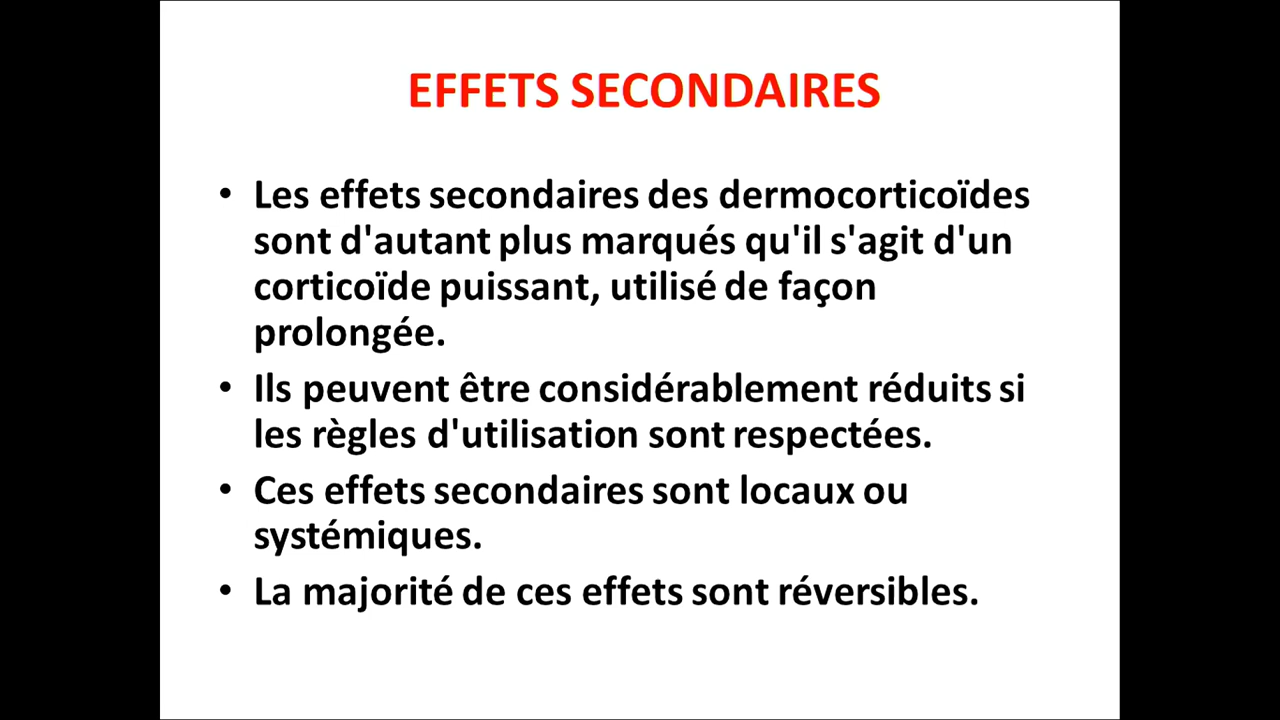 EFFETS SECONDAIRES
• Les effets secondaires des dermocorticoïdes
sont d'autant plus marqués qu'il s'agit d'un
corticoïde puissant, utilisé de façon
prolongée.
• Ils peuvent être considérablement réduits si
les règles d'utilisation sont respectées.
• Ces effets secondaires sont locaux ou
systémiques.
• La majorité de ces effets sont réversibles.